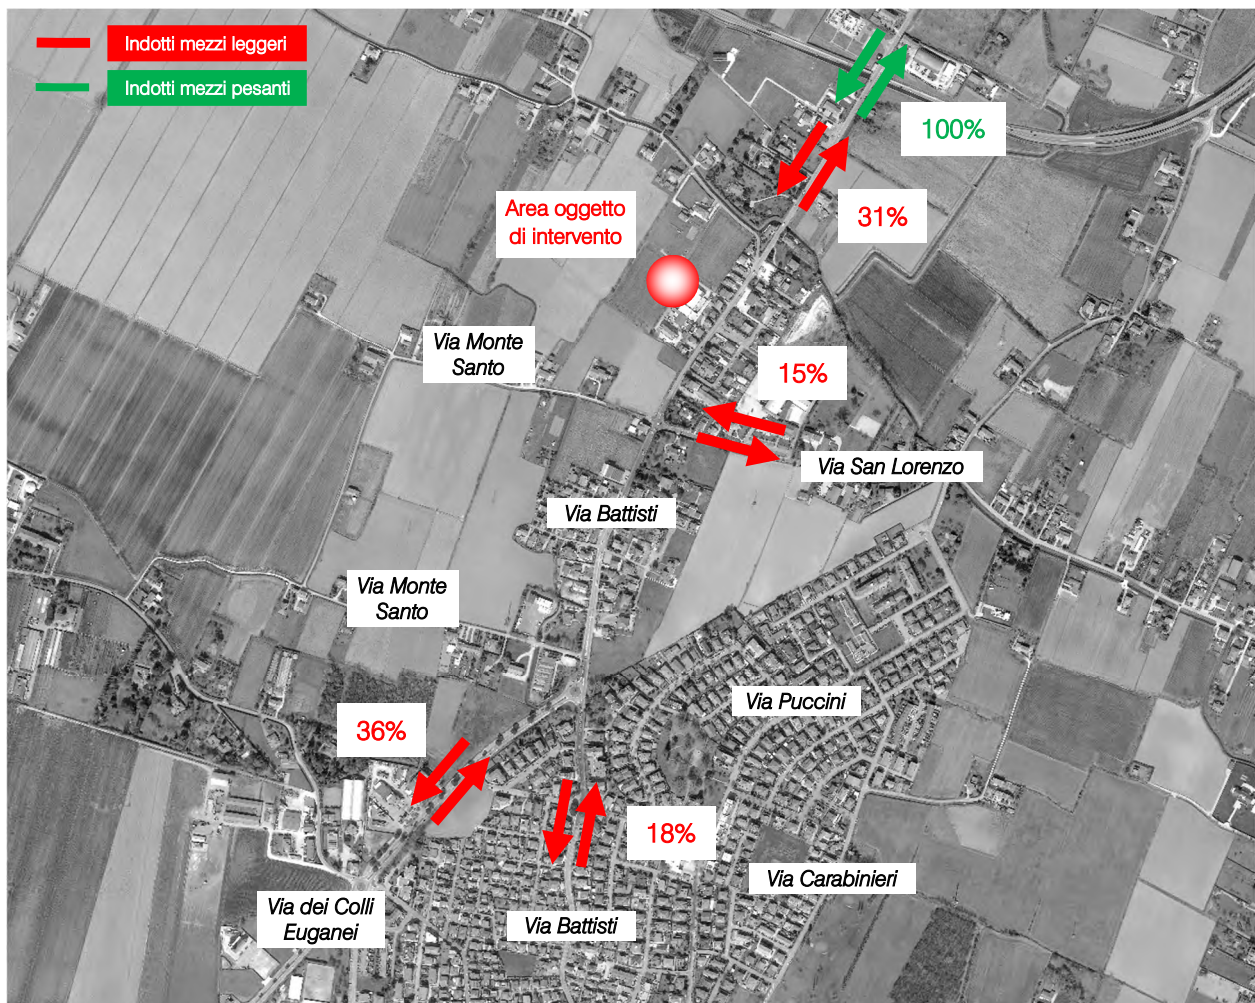 Indotti mezzi leggeri
Indotti mezzi pesanti
100%
Area oggetto
di intervento
31%
Via Monte
Santo
15%
Via San Lorenzo
Via Battisti
Via Monte
Santo
Via Puccini
36%
18%
Via Carabinieri
Via dei Colli
Euganei
Via Battisti